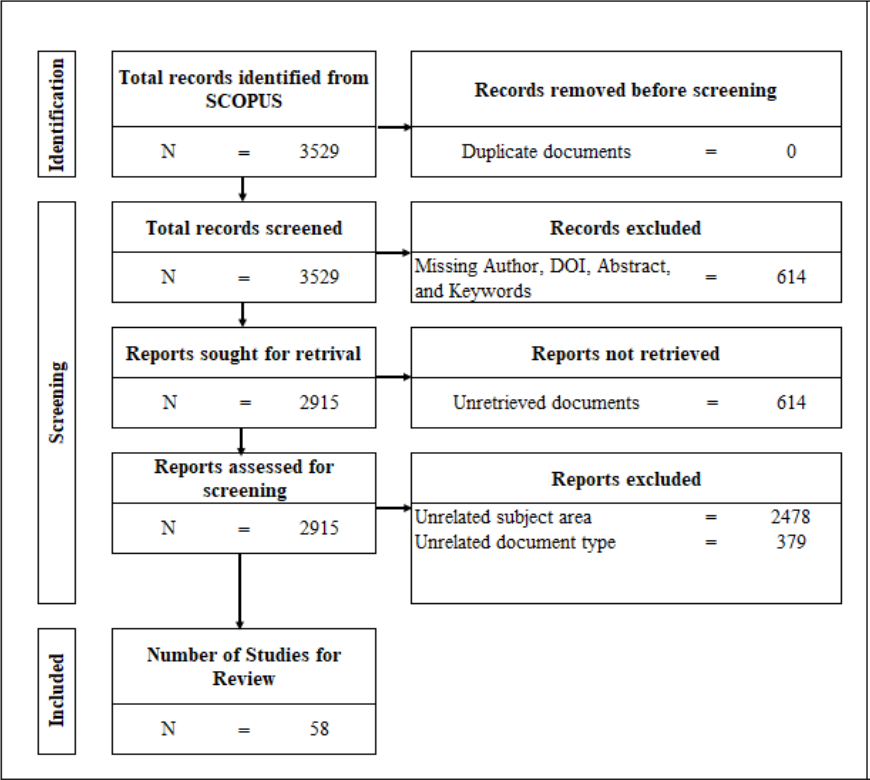 Identification
Total records identified from
SCOPUS
N = 3529
Records removed before screening
Duplicate documents = 0
Screening
Total records screened
N = 3529
Records excluded
Missing Author, DOI, Abstract,
and Keywords = 614
Reports sought for retrival
N = 2915
Reports not retrieved
Unretrieved documents = 614
Reports assessed for
screening
N = 2915
Reports excluded
Unrelated subject area = 2478
Unrelated document type = 379
Included
Number of Studies for
Review
N = 58